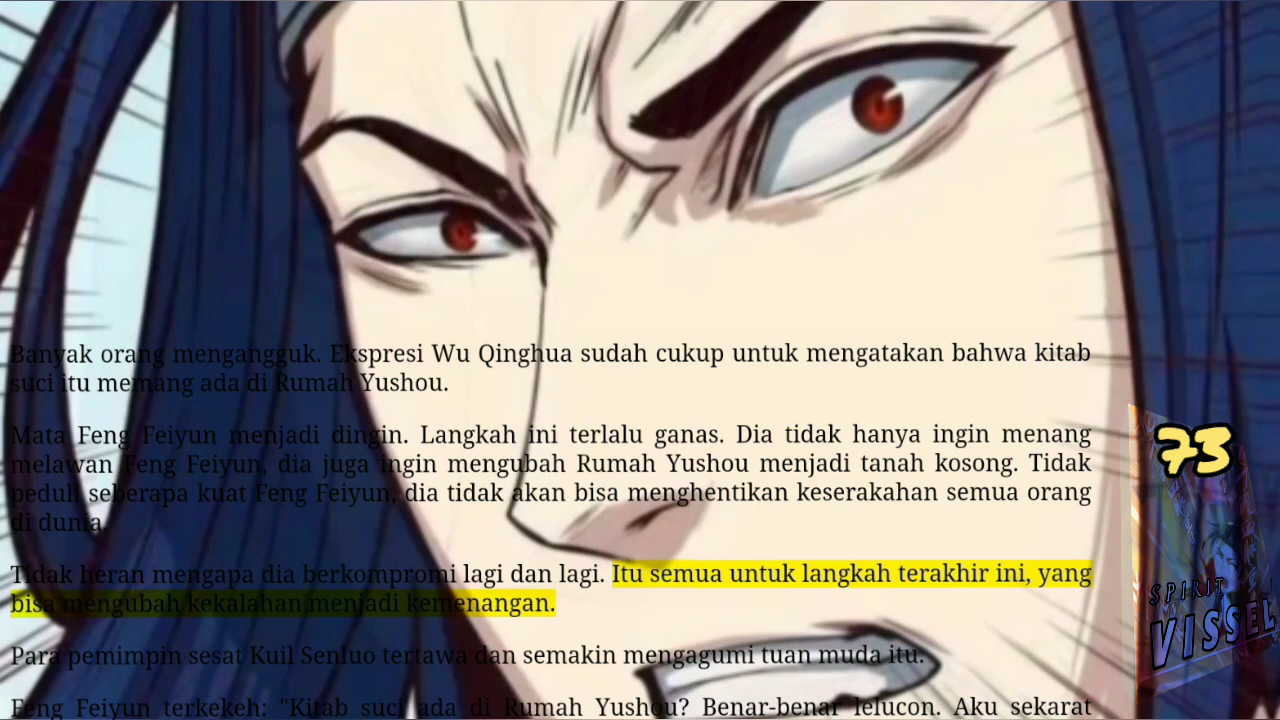 Banyak orang mengangguk. Ekspresi Wu Qinghua sudah cukup untuk mengatakan bahwa kitab
suci itu memang ada di Rumah Yushou.
Mata Feng Feiyun menjadi dingin. Langkah ini terlalu ganas. Dia tidak hanya ingin menang
melawan Feng Feiyun, dia juga ingin mengubah Rumah Yushou menjadi tanah kosong. Tidak
peduli seberapa kuat Feng Feiyun, dia tidak akan bisa menghentikan keserakahan semua orang
di dunia.
Tidak heran mengapa dia berkompromi lagi dan lagi. Itu semua untuk langkah terakhir ini, yang
bisa mengubah kekalahan menjadi kemenangan.
Para pemimpin sesat Kuil Senluo tertawa dan semakin mengagumi tuan muda itu.
Feng Feiyun terkekeh: "Kitab suci ada di Rumah Yushou? Benar-benar lelucon. Aku sekarat
73
SPIRIT
VISSEL